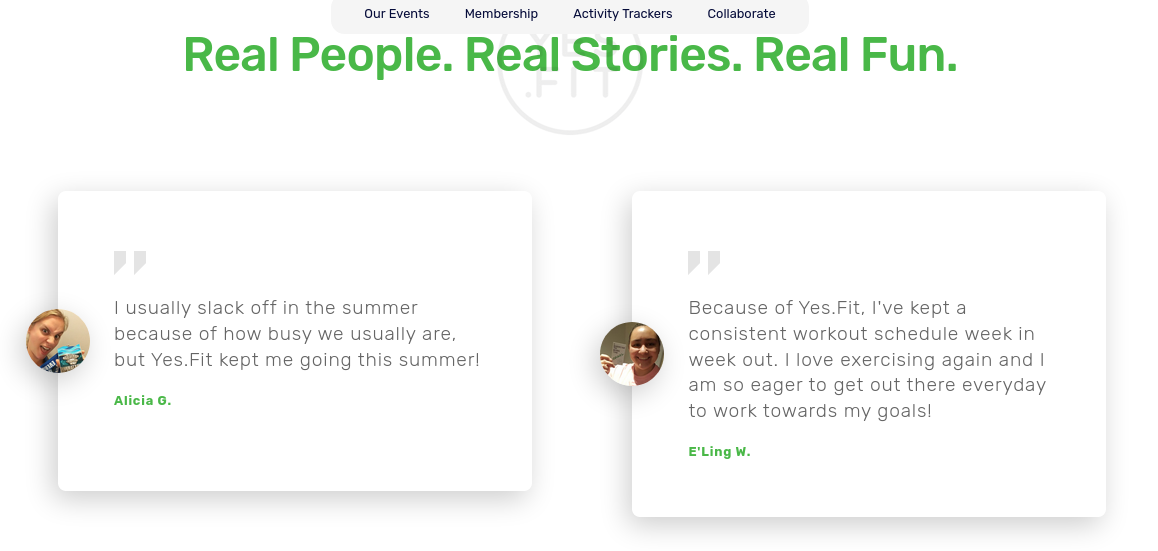 Our Events Membership Activity Trackers Collaborate
Real People. Real Stories. Real Fun.
.FIT
I usually slack off in the summer
because of how busy we usually are,
but Yes.Fit kept me going this summer!
Alicia G.
Because of Yes.Fit, I've kept a
consistent workout schedule week in
week out. I love exercising again and I
am so eager to get out there everyday
to work towards my goals!
E'Ling W.